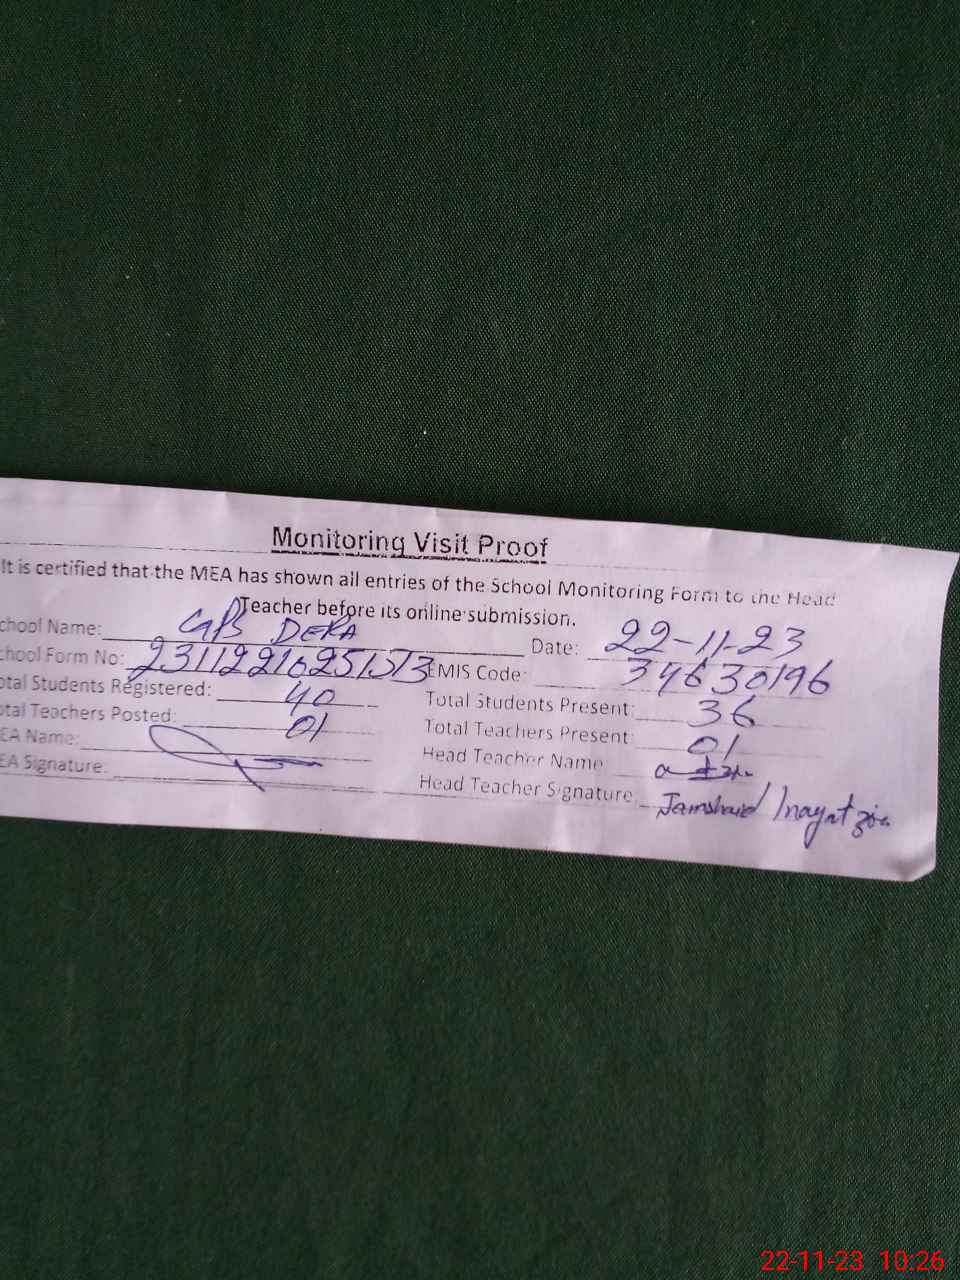 Monitoring Visit Proof
It is certified that the MEA has shown all entries of the School Monitoring Form to the Head
Teacher before its online submission.
chool Name: GPS DERA Date: 22-11-23
chool Form No: EMIS Code: 34630196
otal Students Registered: 40 Total Students Present: 36
otal Teachers Posted: 01 Total Teachers Present: 01
EA Name: Head Teacher Name
EA Signature: Head Teacher Signature: Jamshaid Inayat
22-11-23 10:26